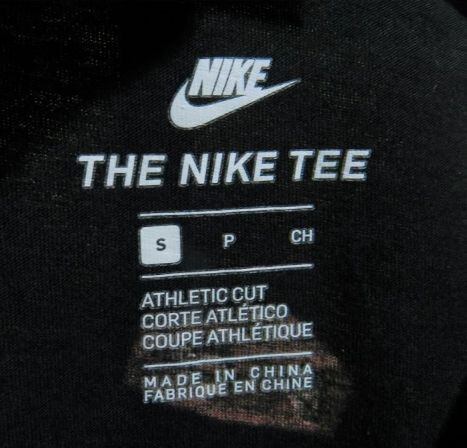 NIKE
THE NIKE TEE
S P CH
ATHLETIC CUT
CORTE ATLÉTICO
COUPE ATHLÉTIQUE
MADE IN CHINA
FABRIQUÉ EN CHINE